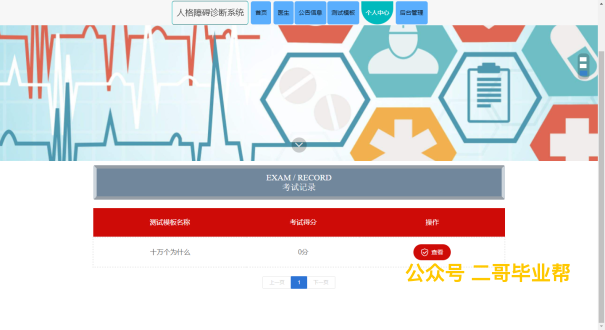 人格障碍诊断系统
首页
医生
公告信息
测试模板
个人中心
后台管理
EXAM / RECORD
考试记录
测试模板名称
考试得分
操作
十万个为什么
0分
查看
公众号 二哥毕业帮
上一页
1
下一页